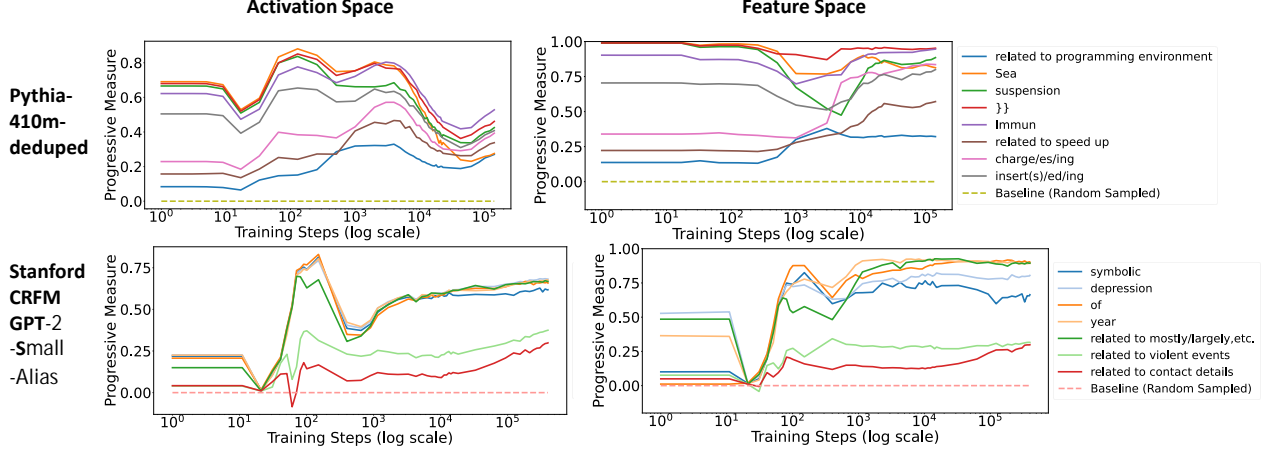 Activation Space
Feature Space
Pythia-
410m-
deduped
Progressive Measure
0.8
0.6
0.4
0.2
0.0
10^0
10^1
10^2
10^3
10^4
10^5
Training Steps (log scale)
Progressive Measure
1.00
0.75
0.50
0.25
0.00
10^0
10^1
10^2
10^3
10^4
10^5
Training Steps (log scale)
related to programming environment
Sea
suspension
}}
Immun
related to speed up
charge/es/ing
insert(s)/ed/ing
Baseline (Random Sampled)
Stanford
CRFM
GPT-2
-Small
-Alias
Progressive Measure
0.75
0.50
0.25
0.00
10^0
10^1
10^2
10^3
10^4
10^5
Training Steps (log scale)
Progressive Measure
1.00
0.75
0.50
0.25
0.00
10^0
10^1
10^2
10^3
10^4
10^5
Training Steps (log scale)
symbolic
depression
of
year
related to mostly/largely,etc.
related to violent events
related to contact details
Baseline (Random Sampled)